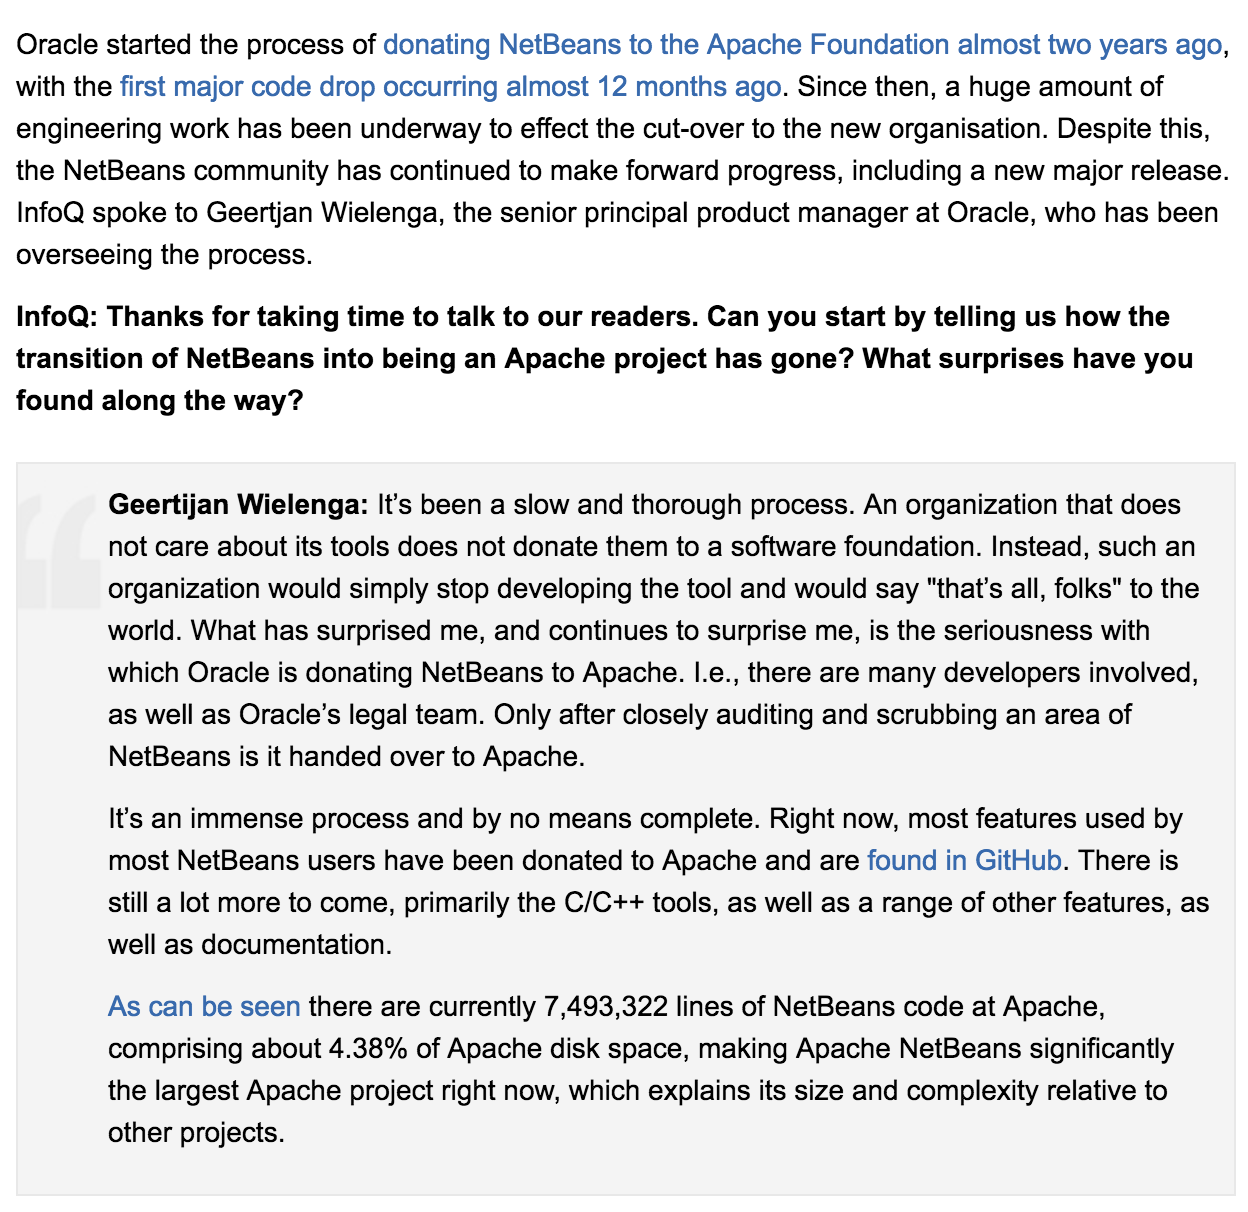 Oracle started the process of donating NetBeans to the Apache Foundation almost two years ago,
with the first major code drop occurring almost 12 months ago. Since then, a huge amount of
engineering work has been underway to effect the cut-over to the new organisation. Despite this,
the NetBeans community has continued to make forward progress, including a new major release.
InfoQ spoke to Geertjan Wielenga, the senior principal product manager at Oracle, who has been
overseeing the process.
InfoQ: Thanks for taking time to talk to our readers. Can you start by telling us how the
transition of NetBeans into being an Apache project has gone? What surprises have you
found along the way?
Geertijan Wielenga: It’s been a slow and thorough process. An organization that does
not care about its tools does not donate them to a software foundation. Instead, such an
organization would simply stop developing the tool and would say "that’s all, folks" to the
world. What has surprised me, and continues to surprise me, is the seriousness with
which Oracle is donating NetBeans to Apache. I.e., there are many developers involved,
as well as Oracle’s legal team. Only after closely auditing and scrubbing an area of
NetBeans is it handed over to Apache.
It’s an immense process and by no means complete. Right now, most features used by
most NetBeans users have been donated to Apache and are found in GitHub. There is
still a lot more to come, primarily the C/C++ tools, as well as a range of other features, as
well as documentation.
As can be seen there are currently 7,493,322 lines of NetBeans code at Apache,
comprising about 4.38% of Apache disk space, making Apache NetBeans significantly
the largest Apache project right now, which explains its size and complexity relative to
other projects.